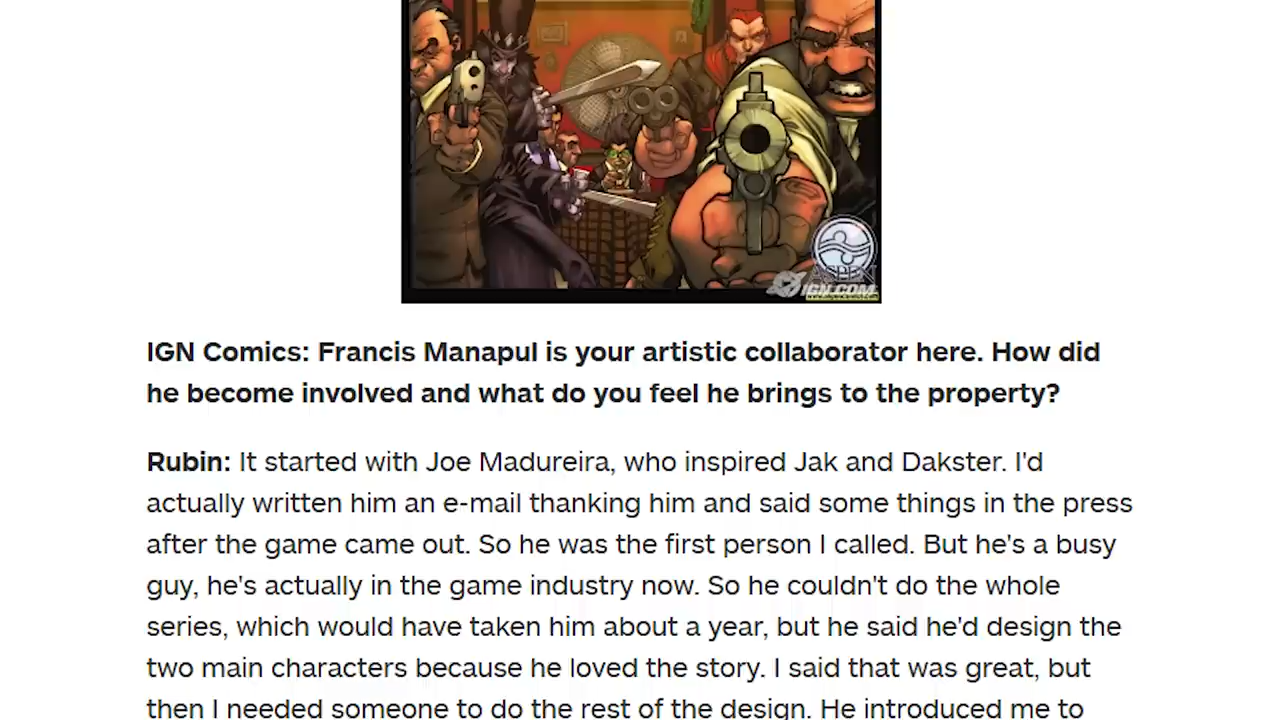 ASPEN
IGN.COM
IGN Comics: Francis Manapul is your artistic collaborator here. How did
he become involved and what do you feel he brings to the property?
Rubin: It started with Joe Madureira, who inspired Jak and Dakster. I'd
actually written him an e-mail thanking him and said some things in the press
after the game came out. So he was the first person I called. But he's a busy
guy, he's actually in the game industry now. So he couldn't do the whole
series, which would have taken him about a year, but he said he'd design the
two main characters because he loved the story. I said that was great, but
then I needed someone to do the rest of the design. He introduced me to